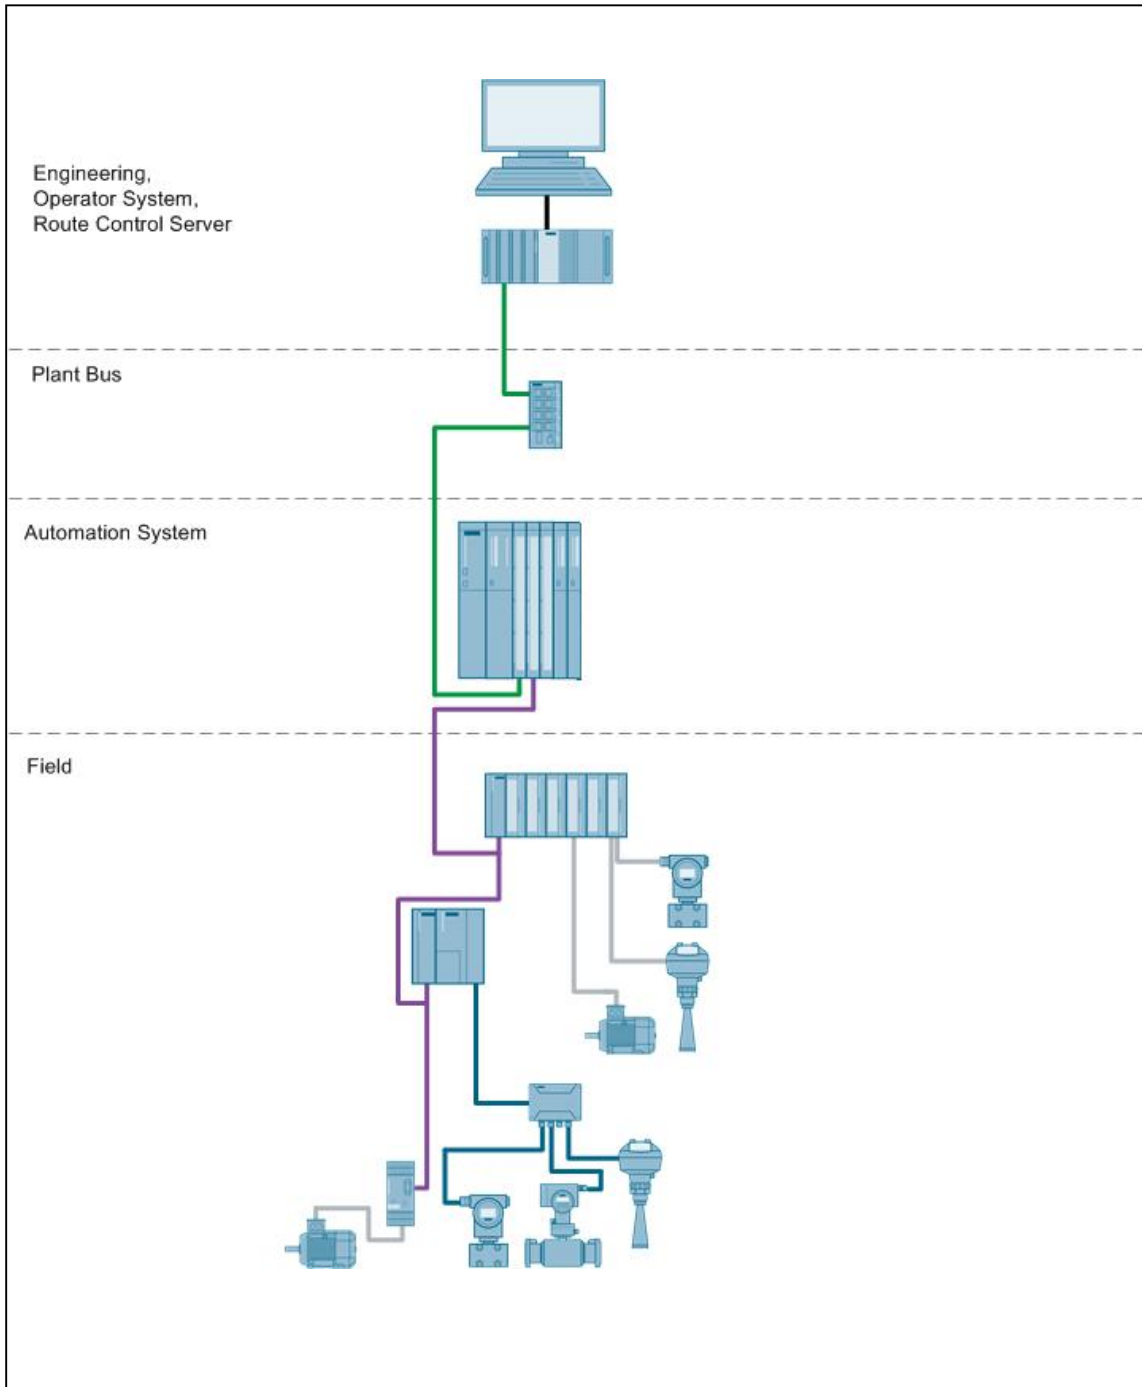 Engineering,
Operator System,
Route Control Server
Plant Bus
Automation System
Field